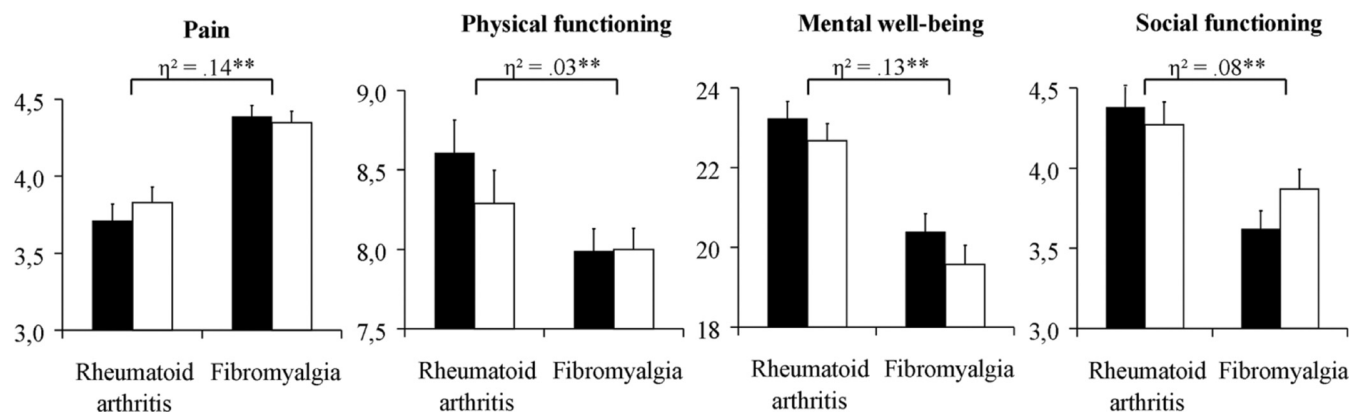 Pain
η² = .14**
4,5
4,0
3,5
3,0
Rheumatoid
arthritis
Fibromyalgia
Physical functioning
η² = .03**
9,0
8,5
8,0
7,5
Rheumatoid
arthritis
Fibromyalgia
Mental well-being
η² = .13**
24
22
20
18
Rheumatoid
arthritis
Fibromyalgia
Social functioning
η² = .08**
4,5
4,0
3,5
3,0
Rheumatoid
arthritis
Fibromyalgia